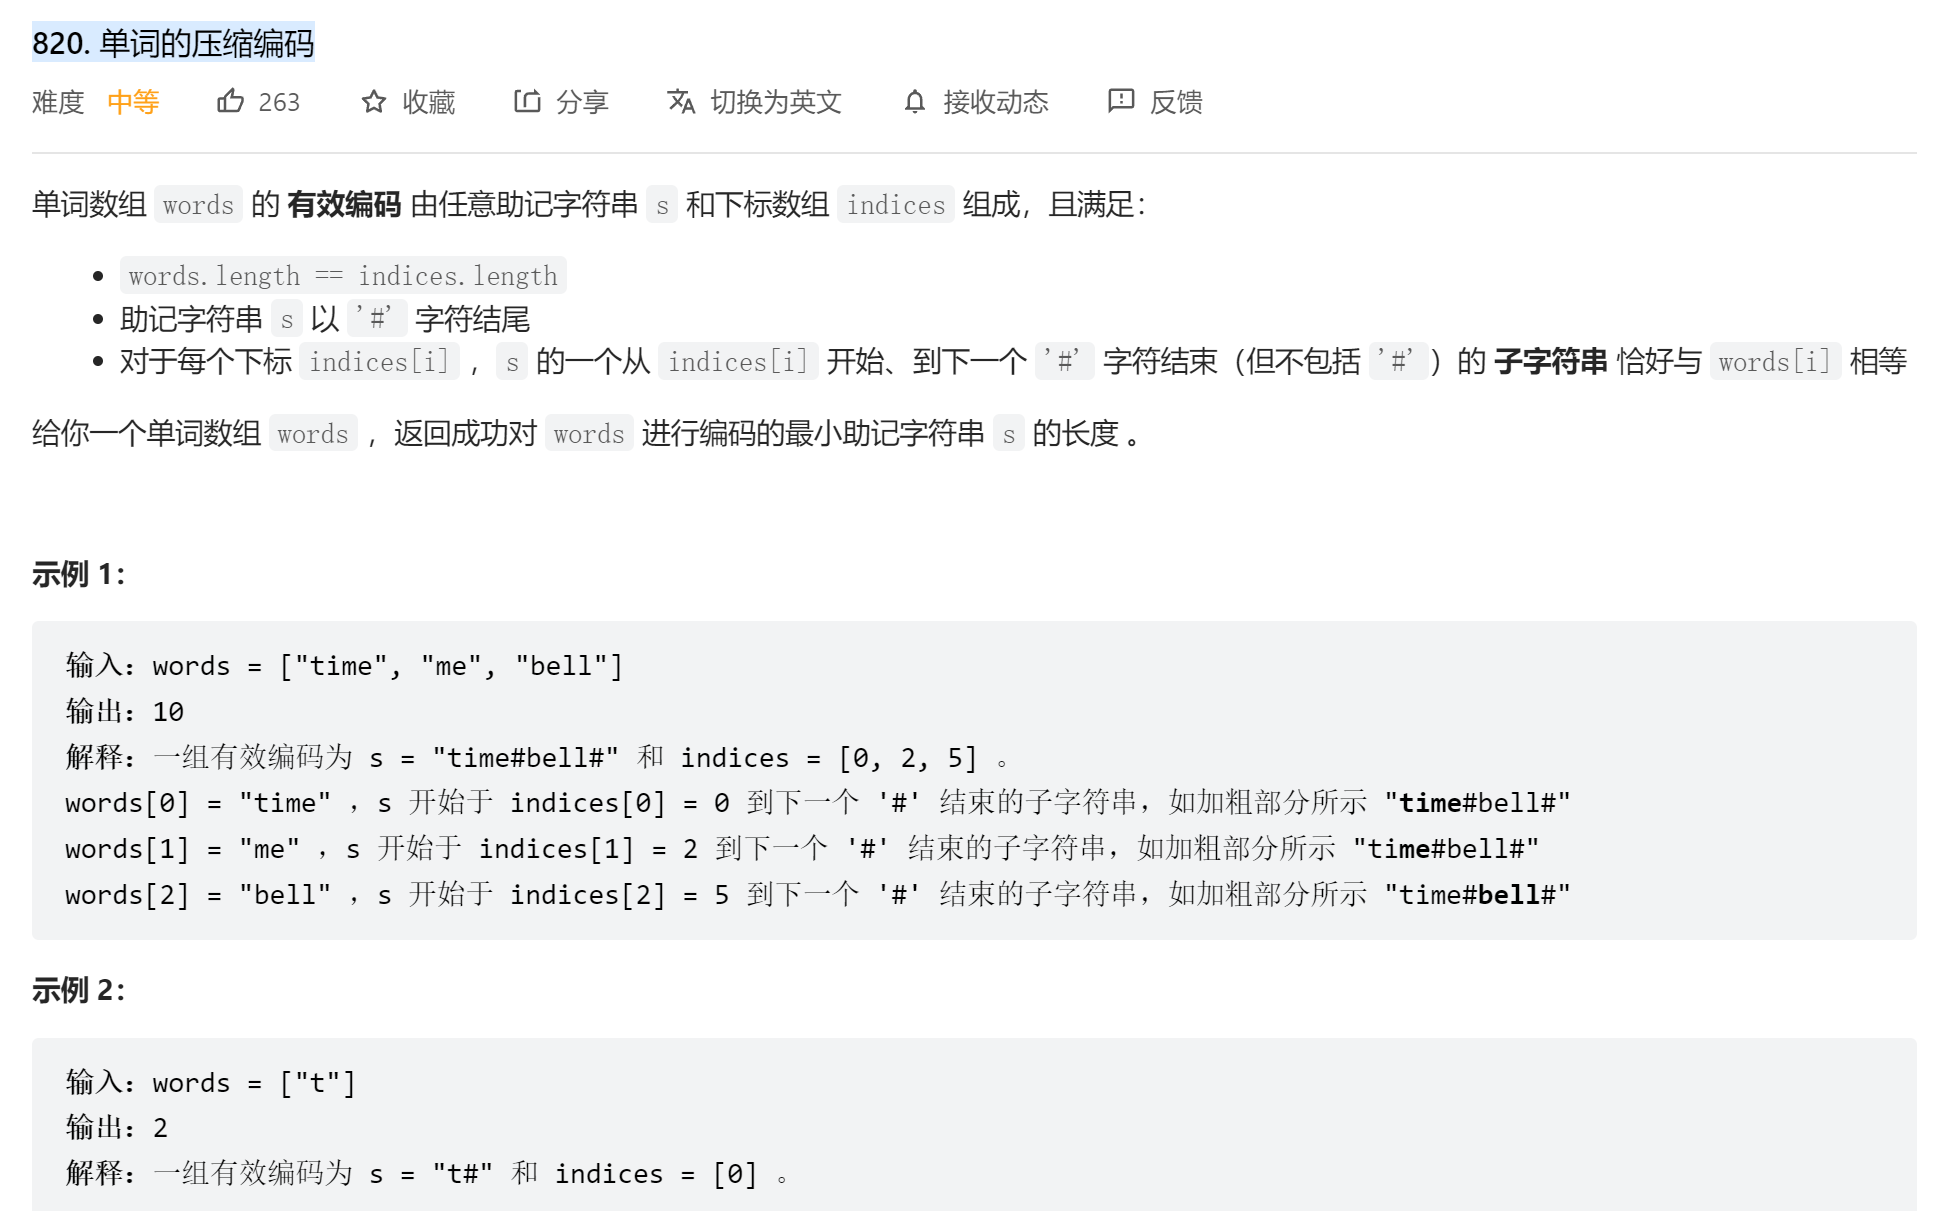 820. 单词的压缩编码
难度 中等 263 收藏 分享 切换为英文 接收动态 反馈
单词数组 words 的 有效编码 由任意助记字符串 s 和下标数组 indices 组成，且满足：
words.length == indices.length
助记字符串 s 以 '#' 字符结尾
对于每个下标 indices[i] ，s 的一个从 indices[i] 开始、到下一个 '#' 字符结束（但不包括 '#'）的 子字符串 恰好与 words[i] 相等
给你一个单词数组 words ，返回成功对 words 进行编码的最小助记字符串 s 的长度 。
示例 1：
输入：words = ["time", "me", "bell"]
输出：10
解释：一组有效编码为 s = "time#bell#" 和 indices = [0, 2, 5] 。
words[0] = "time" ，s 开始于 indices[0] = 0 到下一个 '#' 结束的子字符串，如加粗部分所示 "time#bell#"
words[1] = "me" ，s 开始于 indices[1] = 2 到下一个 '#' 结束的子字符串，如加粗部分所示 "time#bell#"
words[2] = "bell" ，s 开始于 indices[2] = 5 到下一个 '#' 结束的子字符串，如加粗部分所示 "time#bell#"
示例 2：
输入：words = ["t"]
输出：2
解释：一组有效编码为 s = "t#" 和 indices = [0] 。